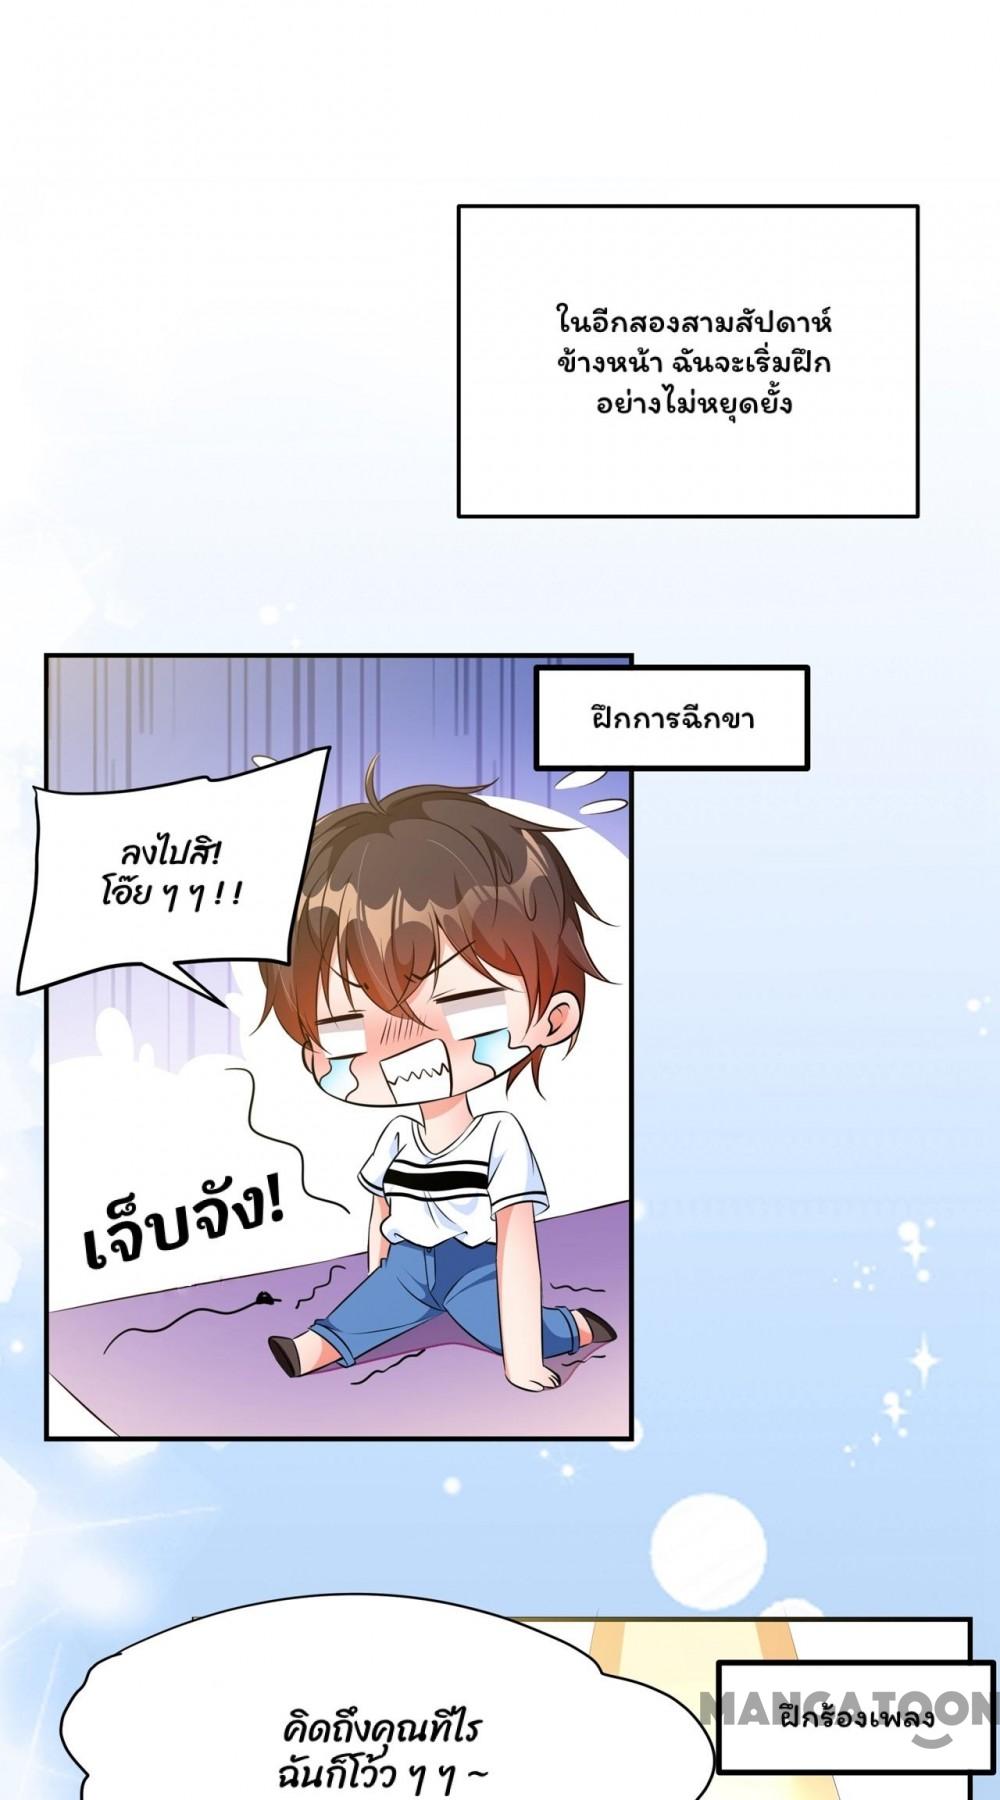 ในอีกสองสามสัปดาห์
ข้างหน้า ฉันจะเริ่มฝึก
อย่างไม่หยุดยั้ง
ฝึกการฉีกขา
ลงไปสิ!
โอ๊ย ๆ ๆ ! !
เจ็บจัง!
ฝึกร้องเพลง
MANGATOON
คิดถึงคุณทีไร
ฉันก็โว้ว ๆ ๆ ~